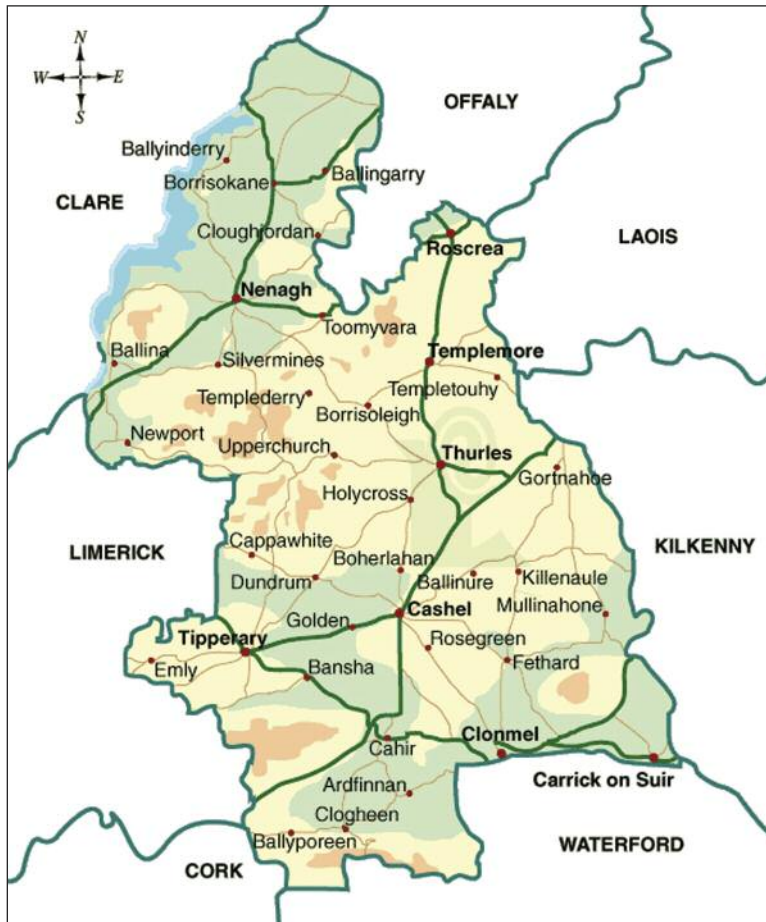 N
W E
S
OFFALY
Ballyinderry
Borrisokane
Ballingarry
CLARE
Cloughjordan
Roscrea
LAOIS
Nenagh
Toomyvara
Ballina
Silvermines
Templemore
Templetouhy
Templederry
Borrisoleigh
Newport
Upperchurch
Thurles
Gortnahoe
Holycross
LIMERICK
Cappawhite
Boherlahan
KILKENNY
Dundrum
Ballinure
Killenaule
Mullinahone
Golden
Cashel
Tipperary
Rosegreen
Emly
Bansha
Fethard
Clonmel
Cahir
Carrick on Suir
Ardfinnan
Clogheen
Ballyporeen
WATERFORD
CORK